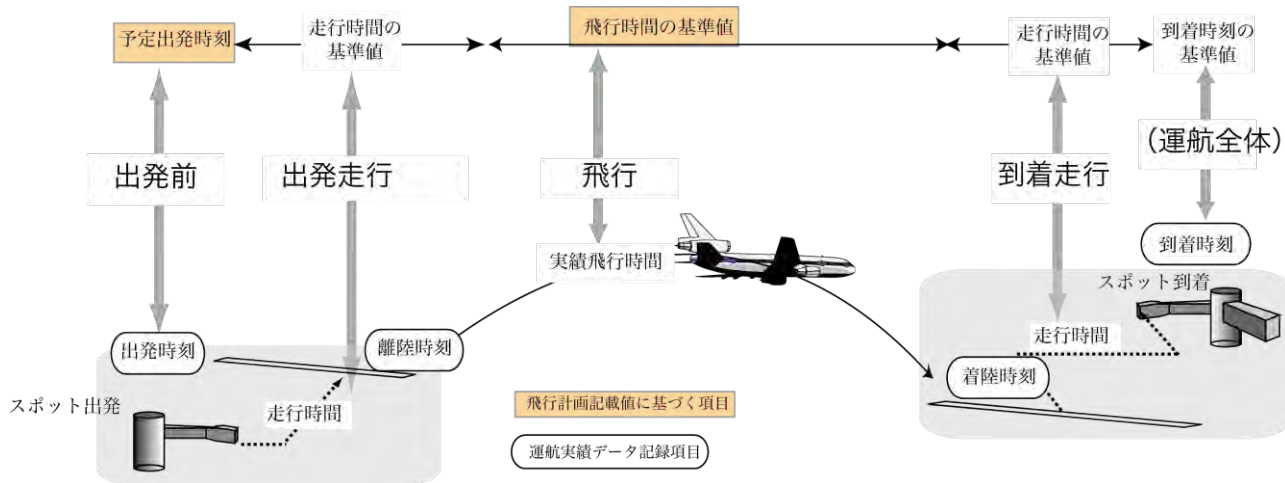 予定出発時刻
走行時間の
基準値
飛行時間の基準値
走行時間の
基準値
到着時刻の
基準値
出発前
出発走行
飛行
到着走行
(運航全体)
実績飛行時間
到着時刻
スポット到着
走行時間
出発時刻
離陸時刻
着陸時刻
スポット出発
走行時間
飛行計画記載値に基づく項目
運航実績データ記録項目